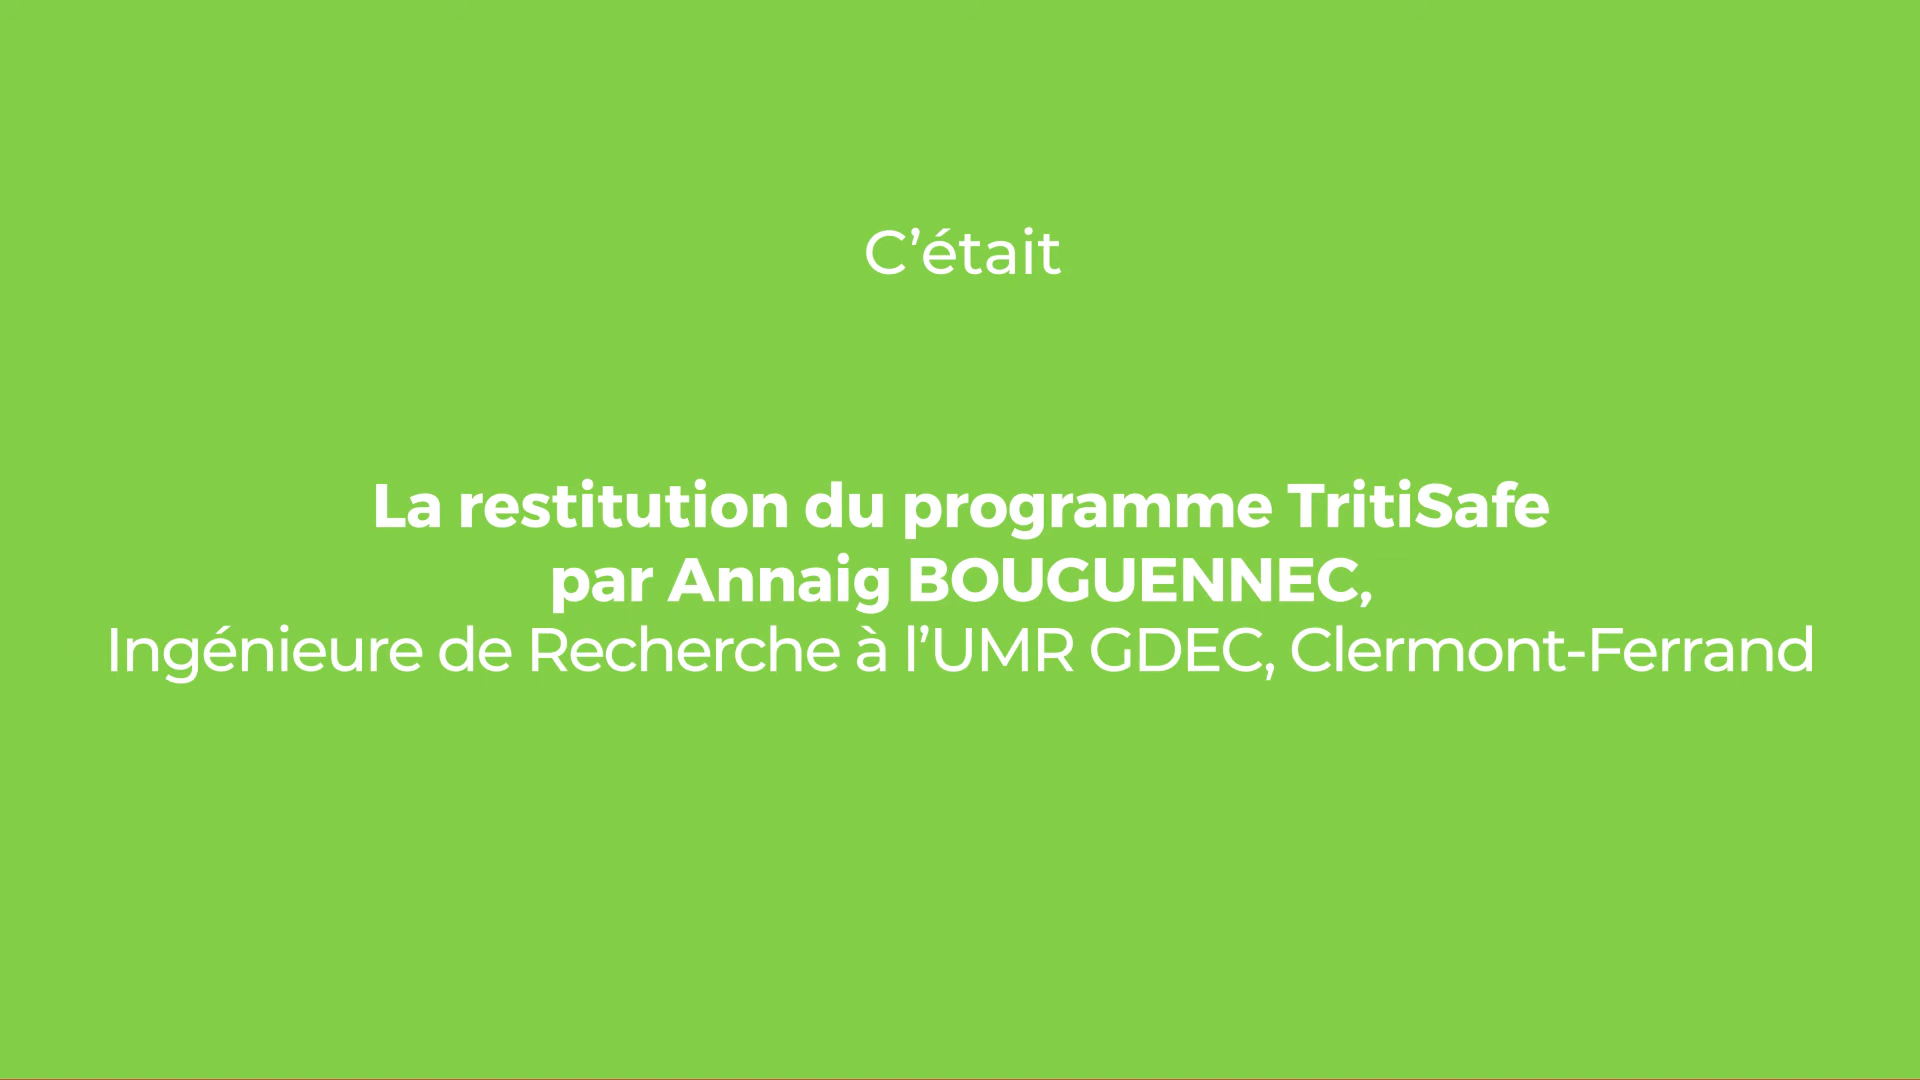 C’était
La restitution du programme TritiSafe
par Annaig BOUGUENNEC,
Ingénieure de Recherche à l’UMR GDEC, Clermont-Ferrand